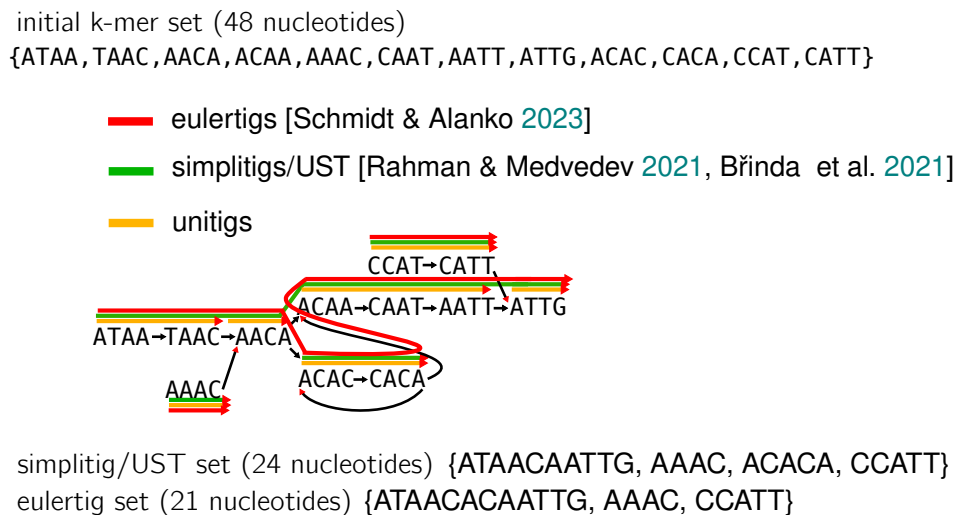 initial k-mer set (48 nucleotides)
{ATAA,TAAC,AACA,ACAA,AAAC,CAAT,AATT,ATTG,ACAC,CACA,CCAT,CATT}
eulertigs [Schmidt & Alanko 2023]
simplitigs/UST [Rahman & Medvedev 2021, Břinda et al. 2021]
unitigs
CCAT→CATT
ACAA→CAAT→AATT→ATTG
ATAA→TAAC→AACA
ACAC→CACA
AAAC
simplitig/UST set (24 nucleotides) {ATAACAATTG, AAAC, ACACA, CCATT}
eulertig set (21 nucleotides) {ATAACACAATTG, AAAC, CCATT}